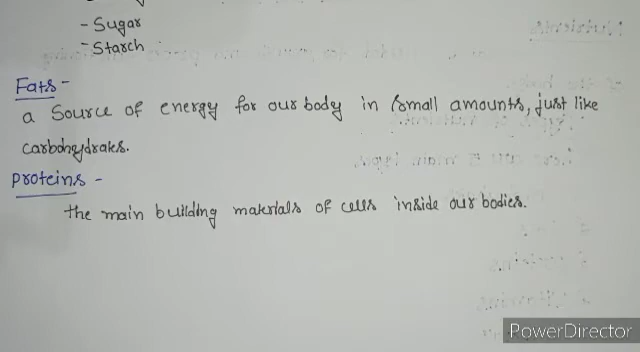 - Sugar
- Starch
Fats -
a Source of energy for our body in small amounts, just like
carbohydrates.
Proteins -
the main building materials of cells inside our bodies.
PowerDirector